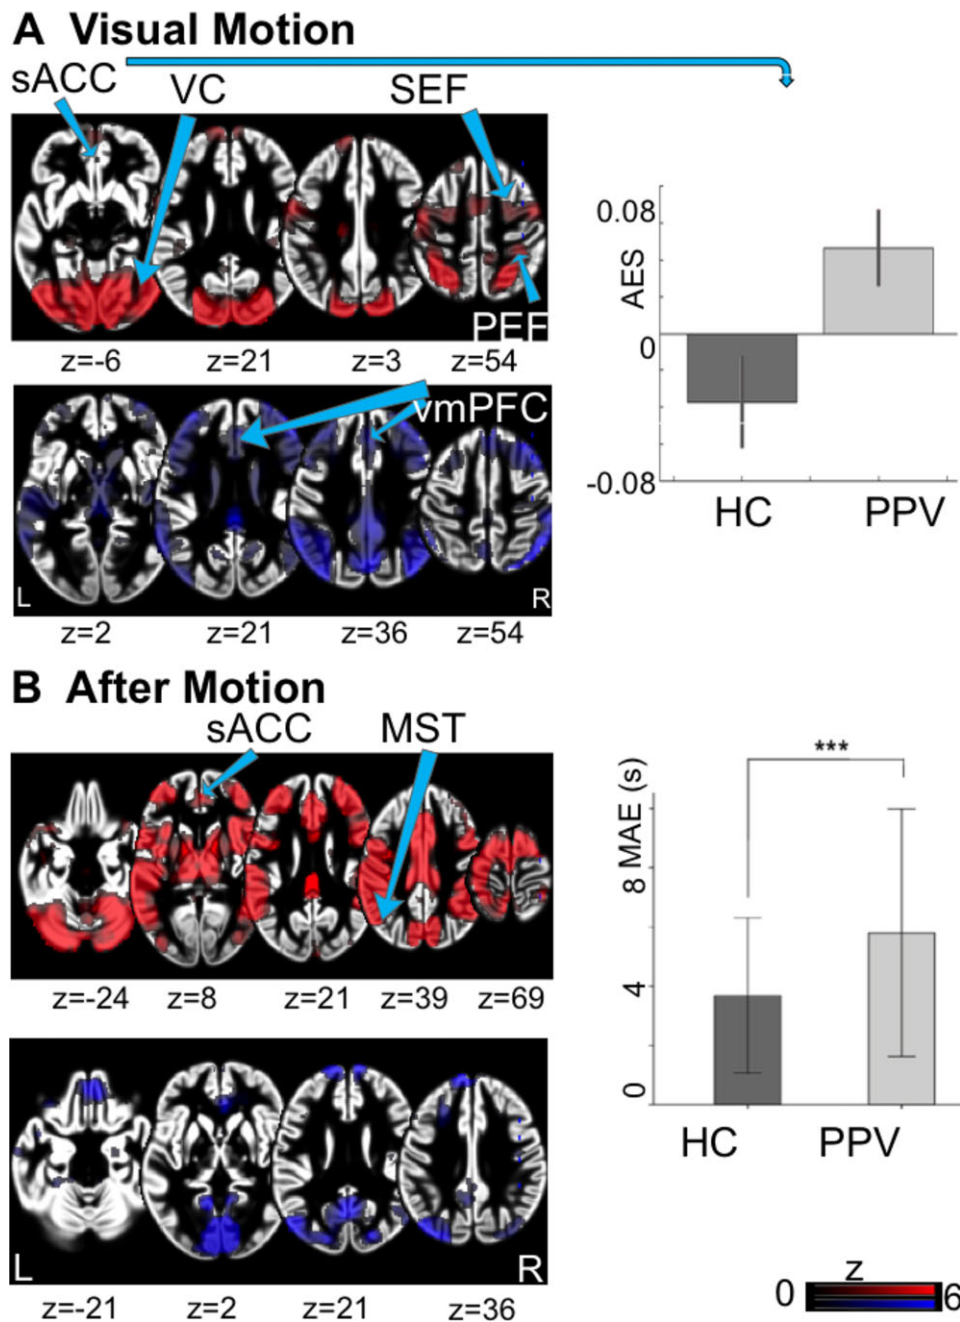 A Visual Motion
sACC
VC
SEF
PEF
z=-6
z=21
z=3
z=54
0.08
AES
0
-0.08
HC
PPV
vmPFC
L
R
z=2
z=21
z=36
z=54
B After Motion
sACC
MST
z=-24
z=8
z=21
z=39
z=69
***
8
MAE (s)
4
0
HC
PPV
L
R
z=-21
z=2
z=21
z=36
z
0
6